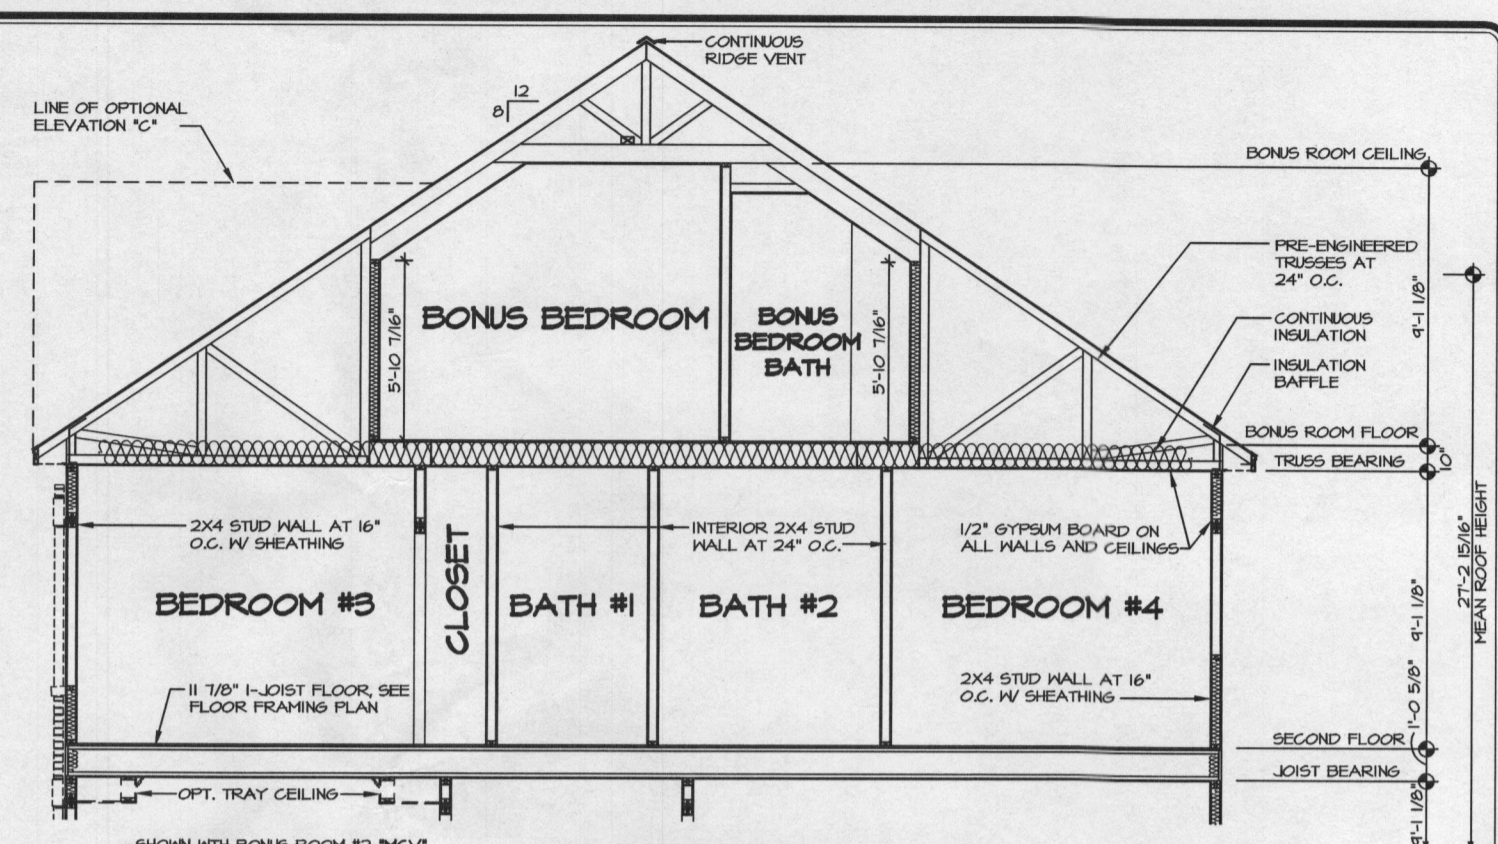 CONTINUOUS
RIDGE VENT
12
8
LINE OF OPTIONAL
ELEVATION "C"
BONUS ROOM CEILING
PRE-ENGINEERED
TRUSSES AT
24" O.C.
9'-1 1/8"
CONTINUOUS
INSULATION
INSULATION
BAFFLE
BONUS BEDROOM
BONUS
BEDROOM
BATH
5'-10 7/16"
5'-10 7/16"
BONUS ROOM FLOOR
TRUSS BEARING
10"
2X4 STUD WALL AT 16"
O.C. W/ SHEATHING
CLOSET
INTERIOR 2X4 STUD
WALL AT 24" O.C.
1/2" GYPSUM BOARD ON
ALL WALLS AND CEILINGS
27'-2 15/16"
MEAN ROOF HEIGHT
BEDROOM #3
BATH #1
BATH #2
BEDROOM #4
9'-1 1/8"
11 7/8" I-JOIST FLOOR, SEE
FLOOR FRAMING PLAN
2X4 STUD WALL AT 16"
O.C. W/ SHEATHING
1'-0 5/8"
SECOND FLOOR
JOIST BEARING
OPT. TRAY CEILING
9'-1 1/8"
SHOWN WITH BONUS ROOM #2 "MCV"